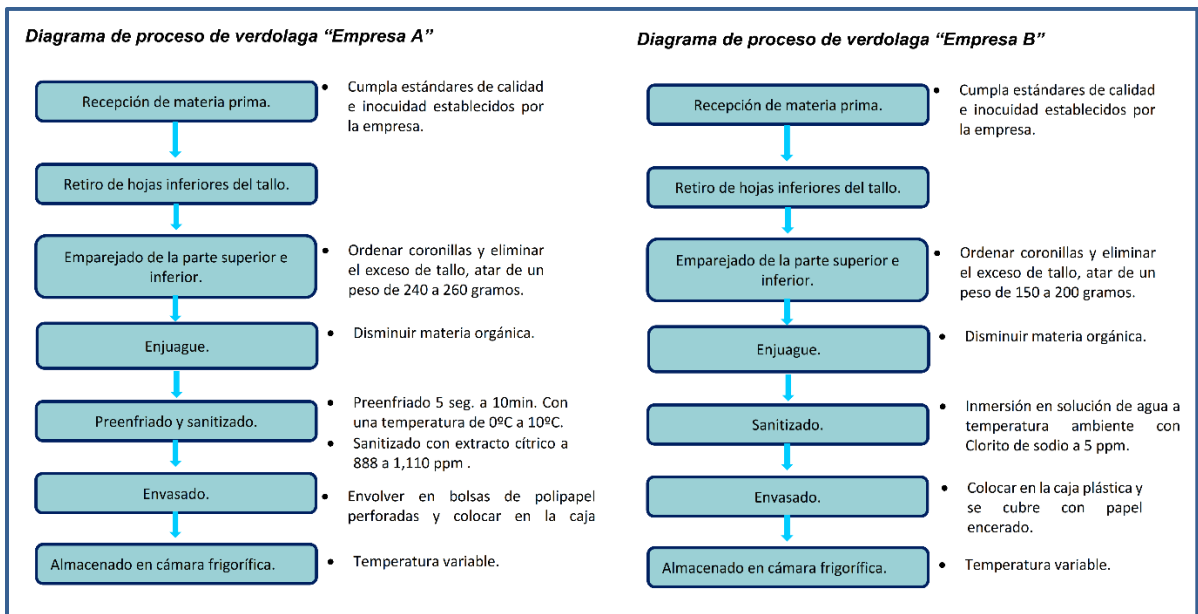 Diagrama de proceso de verdolaga “Empresa A”
Recepción de materia prima.
• Cumpla estándares de calidad
e inocuidad establecidos por
la empresa.
Retiro de hojas inferiores del tallo.
Emparejado de la parte superior e
inferior.
• Ordenar coronillas y eliminar
el exceso de tallo, atar de un
peso de 240 a 260 gramos.
Enjuague.
• Disminuir materia orgánica.
Preenfriado y sanitizado.
• Preenfriado 5 seg. a 10min. Con
una temperatura de 0ºC a 10ºC.
• Sanitizado con extracto cítrico a
888 a 1,110 ppm .
Envasado.
• Envolver en bolsas de polipapel
perforadas y colocar en la caja
Almacenado en cámara frigorífica.
• Temperatura variable.
Diagrama de proceso de verdolaga “Empresa B”
Recepción de materia prima.
• Cumpla estándares de calidad
e inocuidad establecidos por
la empresa.
Retiro de hojas inferiores del tallo.
Emparejado de la parte superior e
inferior.
• Ordenar coronillas y eliminar
el exceso de tallo, atar de un
peso de 150 a 200 gramos.
Enjuague.
• Disminuir materia orgánica.
Sanitizado.
• Inmersión en solución de agua a
temperatura ambiente con
Clorito de sodio a 5 ppm.
Envasado.
• Colocar en la caja plástica y
se cubre con papel
encerado.
Almacenado en cámara frigorífica.
• Temperatura variable.